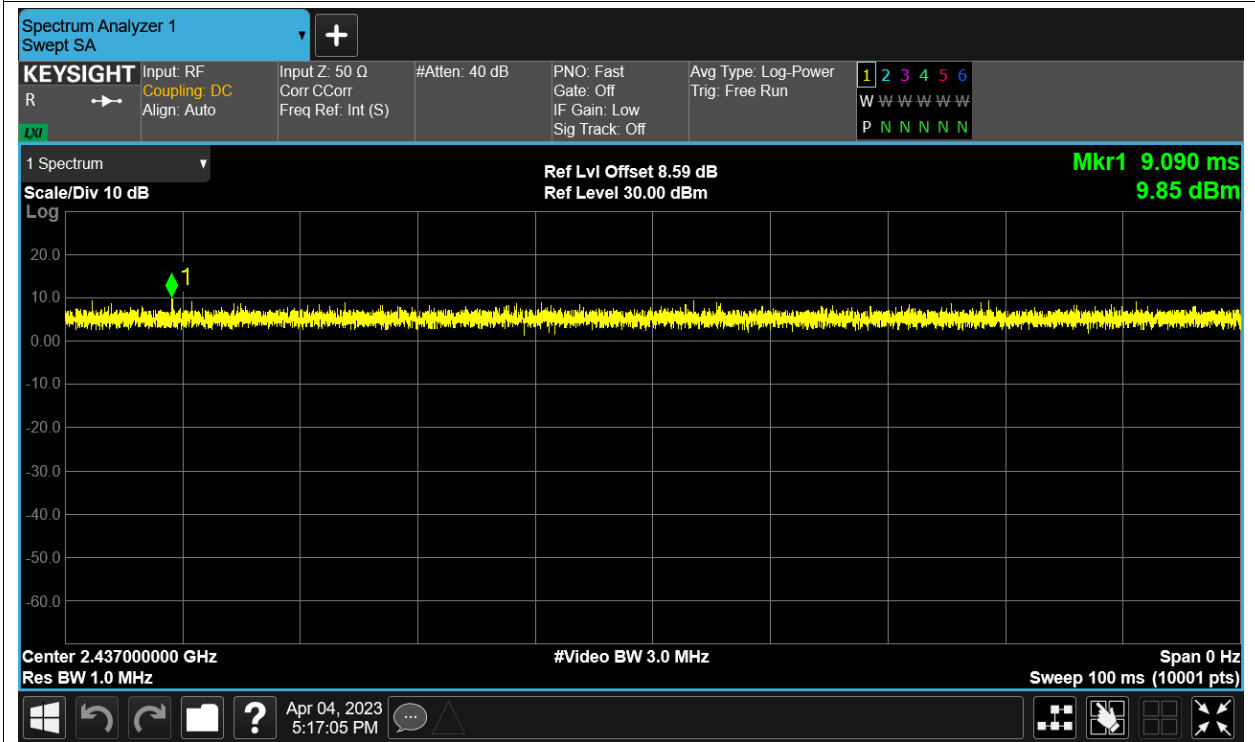 Spectrum Analyzer 1
Swept SA
+
KEYSIGHT
R
LXI
Input: RF
Coupling: DC
Align: Auto
Input Z: 50 Ω
Corr CCorr
Freq Ref: Int (S)
#Atten: 40 dB
PNO: Fast
Gate: Off
IF Gain: Low
Sig Track: Off
Avg Type: Log-Power
Trig: Free Run
1 2 3 4 5 6
W W W W W W
P N N N N N
1 Spectrum
Scale/Div 10 dB
Ref Lvl Offset 8.59 dB
Ref Level 30.00 dBm
Mkr1 9.090 ms
9.85 dBm
Log
20.0
1
10.0
0.00
-10.0
-20.0
-30.0
-40.0
-50.0
-60.0
Center 2.437000000 GHz
#Video BW 3.0 MHz
Span 0 Hz
Res BW 1.0 MHz
Sweep 100 ms (10001 pts)
?
Apr 04, 2023
5:17:05 PM